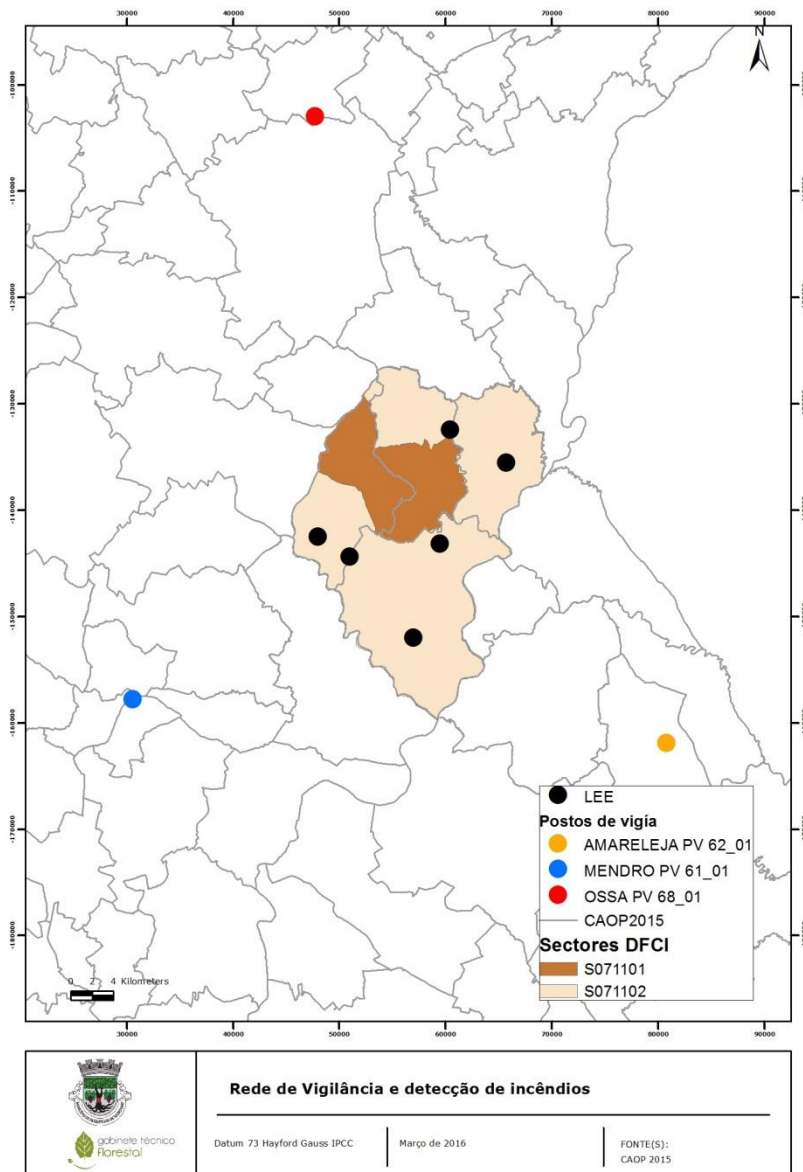 30000 40000 50000 60000 70000 80000 90000
N
-100000
-110000
-120000
-130000
-140000
-150000
-160000
-170000
-180000
LEE
Postos de vigía
AMARELEJA PV 62_01
MENDRO PV 61_01
OSSA PV 68_01
CAOP2015
Sectores DFCI
S071101
S071102
0 2 4 Kilometers
30000 40000 50000 60000 70000 80000 90000
Rede de Vigilância e detecção de incêndios
gabinete técnico
florestal
Datum 73 Hayford Gauss IPCC
Março de 2016
FONTE(S):
CAOP 2015